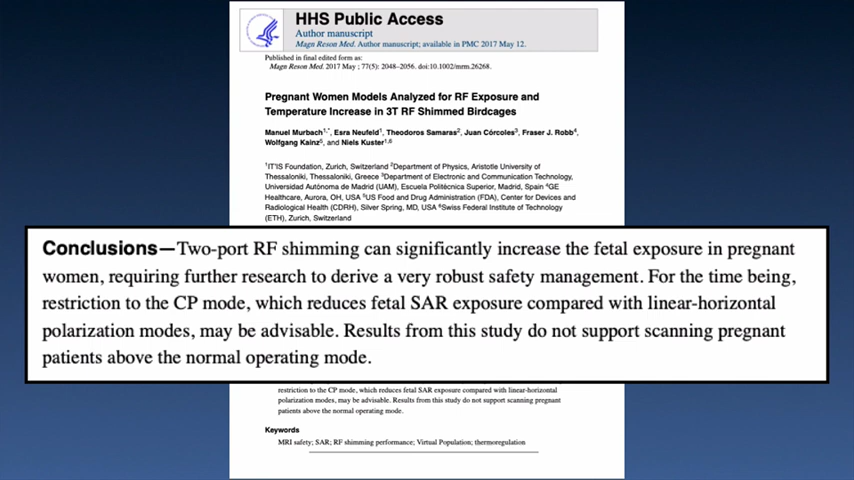 HHS Public Access
Author manuscript
Magn Reson Med. Author manuscript; available in PMC 2017 May 12.
Published in final edited form as:
Magn Reson Med. 2017 May ; 77(5): 2048–2056. doi:10.1002/mrm.26268.
Pregnant Women Models Analyzed for RF Exposure and
Temperature Increase in 3T RF Shimmed Birdcages
Manuel Murbach1,*, Esra Neufeld1, Theodoros Samaras2, Juan Córcoles3, Fraser J. Robb4,
Wolfgang Kainz5, and Niels Kuster1,6
1IT'IS Foundation, Zurich, Switzerland 2Department of Physics, Aristotle University of
Thessaloniki, Thessaloniki, Greece 3Department of Electronic and Communication Technology,
Universidad Autónoma de Madrid (UAM), Escuela Politécnica Superior, Madrid, Spain 4GE
Healthcare, Aurora, OH, USA 5US Food and Drug Administration (FDA), Center for Devices and
Radiological Health (CDRH), Silver Spring, MD, USA 6Swiss Federal Institute of Technology
(ETH), Zurich, Switzerland
Conclusions—Two-port RF shimming can significantly increase the fetal exposure in pregnant
women, requiring further research to derive a very robust safety management. For the time being,
restriction to the CP mode, which reduces fetal SAR exposure compared with linear-horizontal
polarization modes, may be advisable. Results from this study do not support scanning pregnant
patients above the normal operating mode.
restriction to the CP mode, which reduces fetal SAR exposure compared with linear-horizontal
polarization modes, may be advisable. Results from this study do not support scanning pregnant
patients above the normal operating mode.
Keywords
MRI safety; SAR; RF shimming performance; Virtual Population; thermoregulation